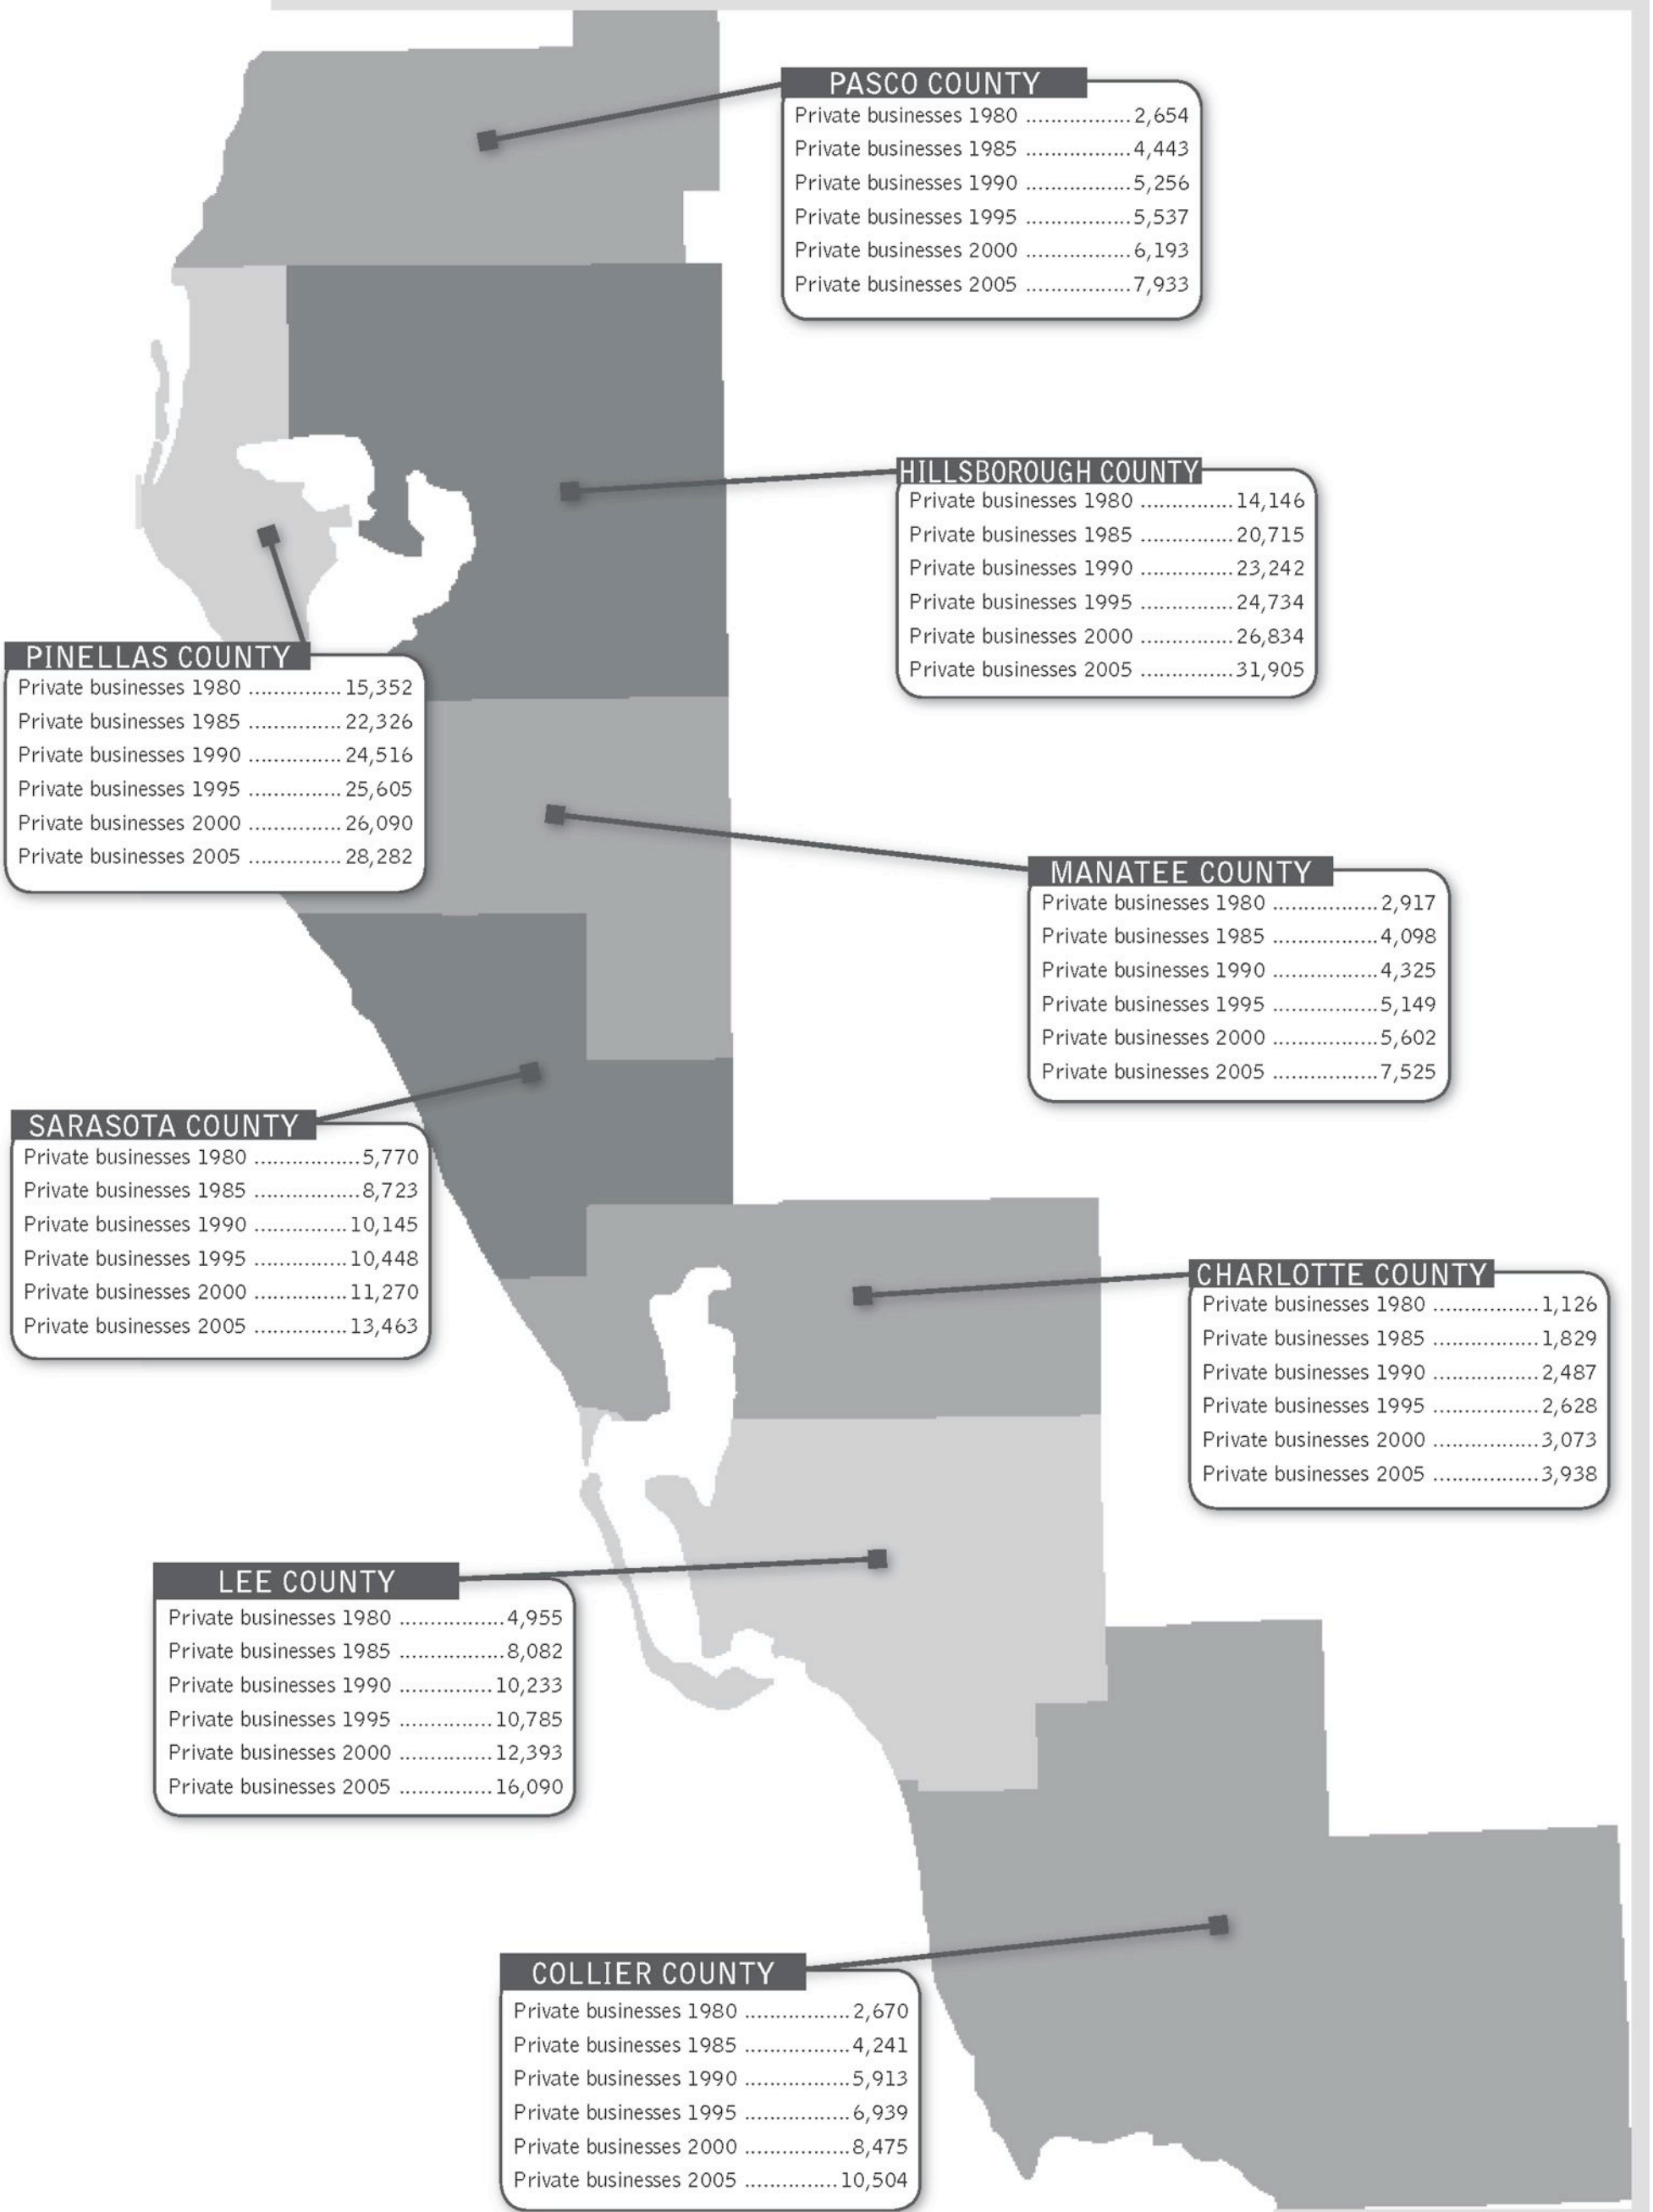 PASCO COUNTY
Private businesses 1980 .................2,654
Private businesses 1985 .................4,443
Private businesses 1990 .................5,256
Private businesses 1995 .................5,537
Private businesses 2000 .................6,193
Private businesses 2005 .................7,933
HILLSBOROUGH COUNTY
Private businesses 1980 ...............14,146
Private businesses 1985 ...............20,715
Private businesses 1990 ...............23,242
Private businesses 1995 ...............24,734
Private businesses 2000 ...............26,834
Private businesses 2005 ...............31,905
PINELLAS COUNTY
Private businesses 1980 ...............15,352
Private businesses 1985 ...............22,326
Private businesses 1990 ...............24,516
Private businesses 1995 ...............25,605
Private businesses 2000 ...............26,090
Private businesses 2005 ...............28,282
MANATEE COUNTY
Private businesses 1980 .................2,917
Private businesses 1985 .................4,098
Private businesses 1990 .................4,325
Private businesses 1995 .................5,149
Private businesses 2000 .................5,602
Private businesses 2005 .................7,525
SARASOTA COUNTY
Private businesses 1980 .................5,770
Private businesses 1985 .................8,723
Private businesses 1990 ...............10,145
Private businesses 1995 ...............10,448
Private businesses 2000 ...............11,270
Private businesses 2005 ...............13,463
CHARLOTTE COUNTY
Private businesses 1980 .................1,126
Private businesses 1985 .................1,829
Private businesses 1990 .................2,487
Private businesses 1995 .................2,628
Private businesses 2000 .................3,073
Private businesses 2005 .................3,938
LEE COUNTY
Private businesses 1980 .................4,955
Private businesses 1985 .................8,082
Private businesses 1990 ...............10,233
Private businesses 1995 ...............10,785
Private businesses 2000 ...............12,393
Private businesses 2005 ...............16,090
COLLIER COUNTY
Private businesses 1980 .................2,670
Private businesses 1985 .................4,241
Private businesses 1990 .................5,913
Private businesses 1995 .................6,939
Private businesses 2000 .................8,475
Private businesses 2005 ...............10,504